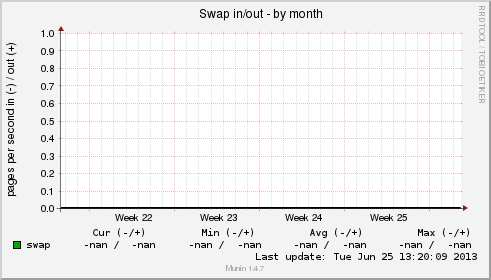 Swap in/out - by month
RRDTOOL / TOBI OETIKER
pages per second in (-) / out (+)
1.0
0.9
0.8
0.7
0.6
0.5
0.4
0.3
0.2
0.1
0.0
Week 22 Week 23 Week 24 Week 25
Cur (-/+) Min (-/+) Avg (-/+) Max (-/+)
swap -nan / -nan -nan / -nan -nan / -nan -nan / -nan
Last update: Tue Jun 25 13:20:09 2013
Munin 1.4.7